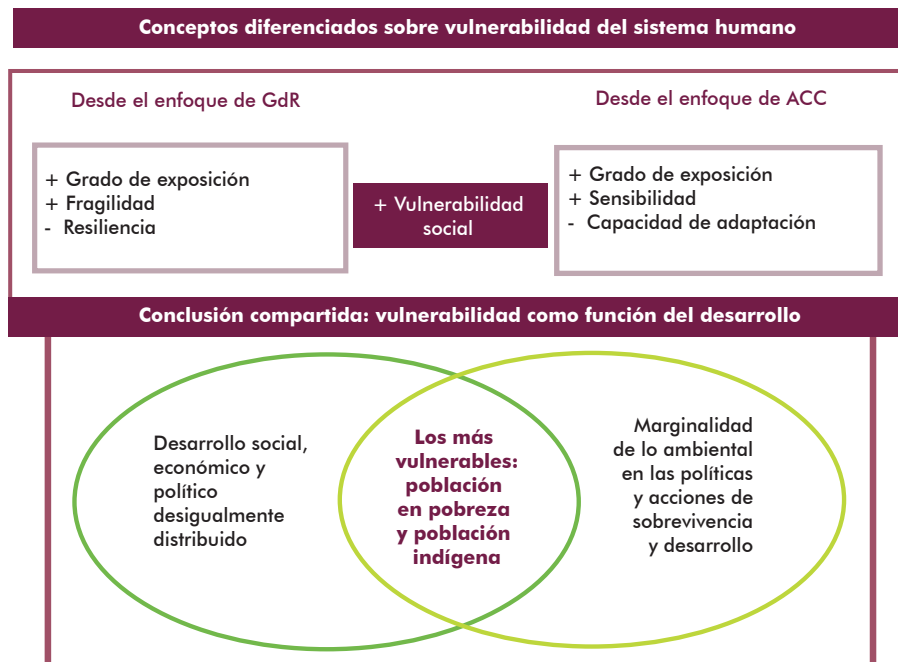 Conceptos diferenciados sobre vulnerabilidad del sistema humano
Desde el enfoque de GdR
+ Grado de exposición
+ Fragilidad
- Resiliencia
+ Vulnerabilidad
social
Desde el enfoque de ACC
+ Grado de exposición
+ Sensibilidad
- Capacidad de adaptación
Conclusión compartida: vulnerabilidad como función del desarrollo
Desarrollo social,
económico y
político
desigualmente
distribuido
Los más
vulnerables:
población
en pobreza
y población
indígena
Marginalidad
de lo ambiental
en las políticas
y acciones de
sobrevivencia
y desarrollo